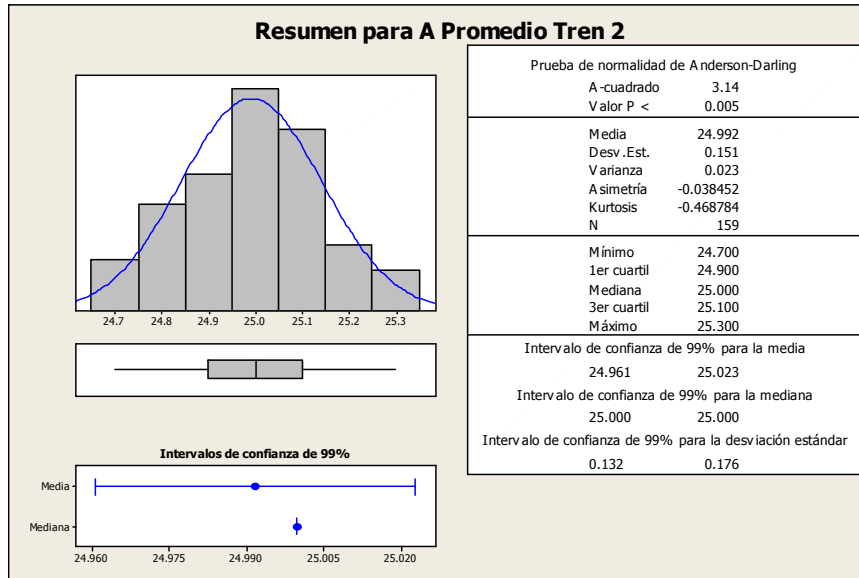 Resumen para A Promedio Tren 2
24.7 24.8 24.9 25.0 25.1 25.2 25.3
Intervalos de confianza de 99%
Media
Mediana
24.960 24.975 24.990 25.005 25.020
Prueba de normalidad de Anderson-Darling
A-cuadrado 3.14
Valor P < 0.005
Media 24.992
Desv.Est. 0.151
Varianza 0.023
Asimetría -0.038452
Kurtosis -0.468784
N 159
Mínimo 24.700
1er cuartil 24.900
Mediana 25.000
3er cuartil 25.100
Máximo 25.300
Intervalo de confianza de 99% para la media
24.961 25.023
Intervalo de confianza de 99% para la mediana
25.000 25.000
Intervalo de confianza de 99% para la desviación estándar
0.132 0.176